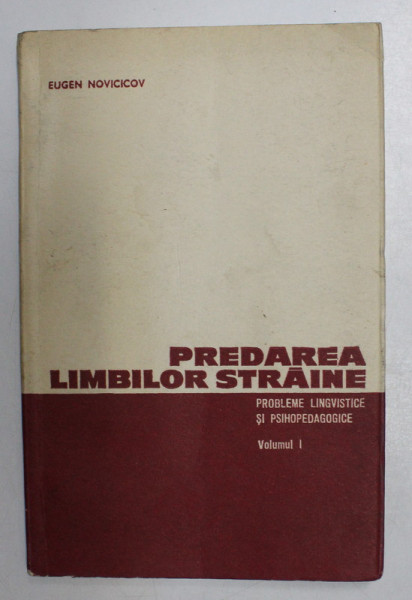 EUGEN NOVICICOV
PREDAREA
LIMBILOR STRĂINE
PROBLEME LINGVISTICE
ȘI PSIHOPEDAGOGICE
Volumul I